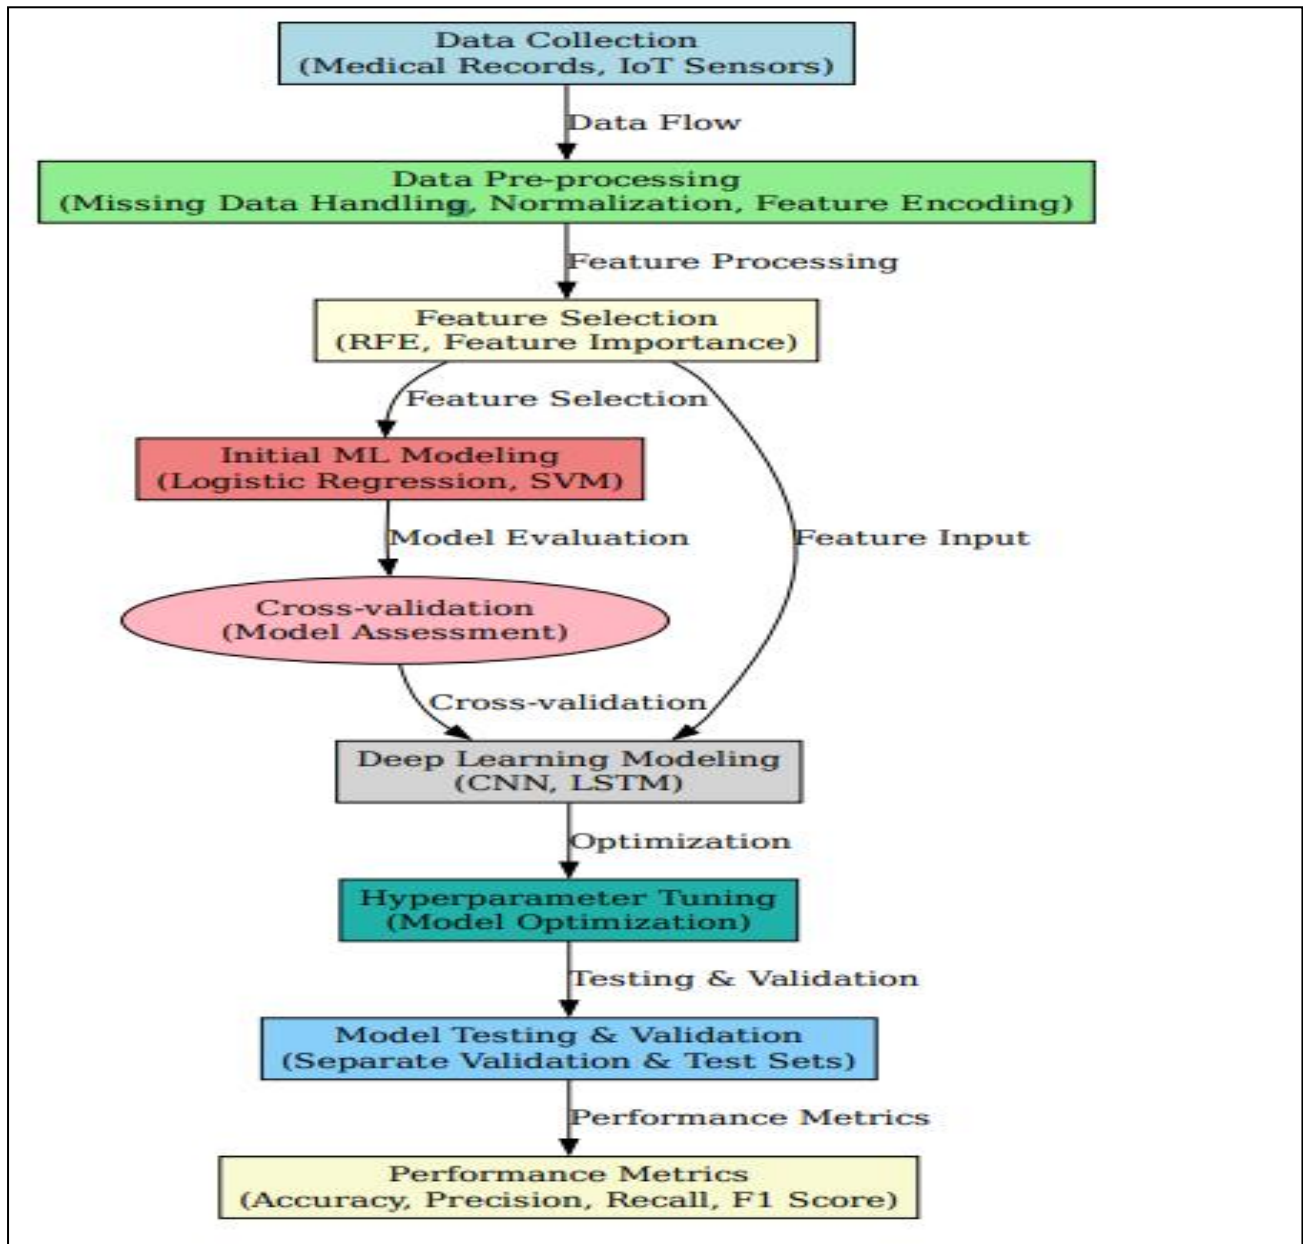 Data Collection
(Medical Records, IoT Sensors)
Data Flow
Data Pre-processing
(Missing Data Handling, Normalization, Feature Encoding)
Feature Processing
Feature Selection
(RFE, Feature Importance)
Feature Selection
Initial ML Modeling
(Logistic Regression, SVM)
Model Evaluation
Feature Input
Cross-validation
(Model Assessment)
Cross-validation
Deep Learning Modeling
(CNN, LSTM)
Optimization
Hyperparameter Tuning
(Model Optimization)
Testing & Validation
Model Testing & Validation
(Separate Validation & Test Sets)
Performance Metrics
Performance Metrics
(Accuracy, Precision, Recall, F1 Score)